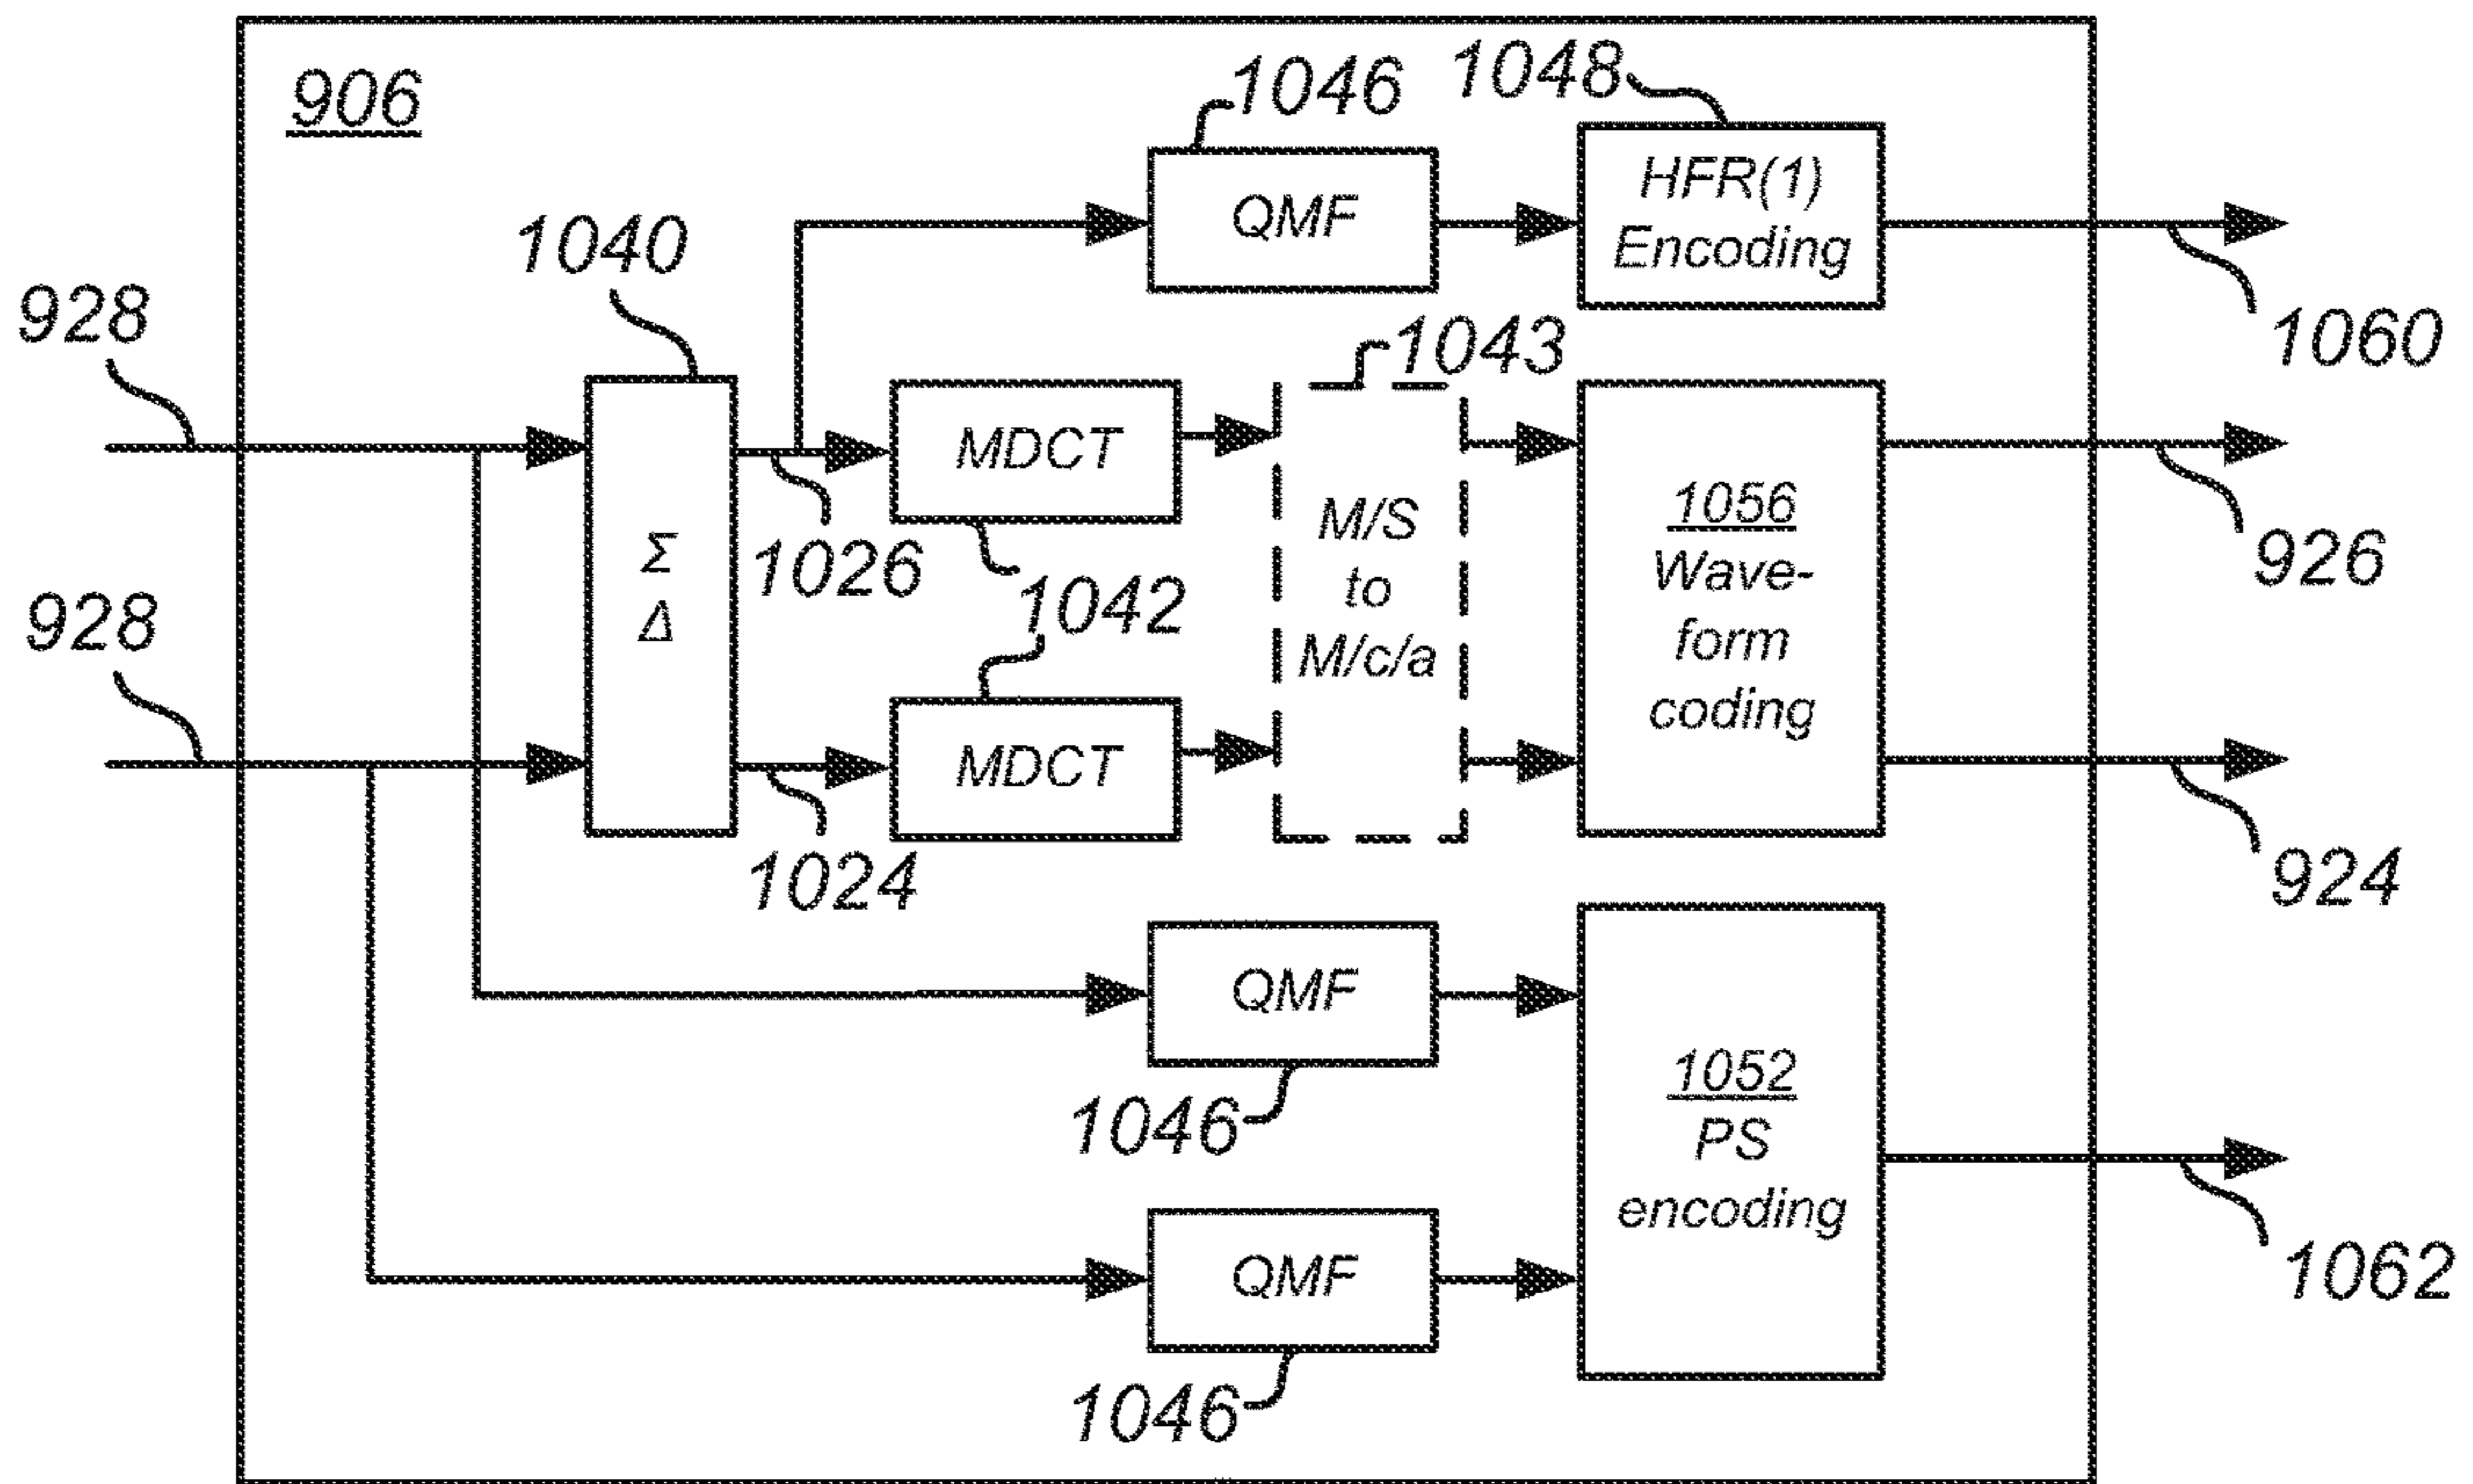 906
1046
1048
QMF
HFR(1)
Encoding
1040
928
1060
1043
MDCT
1026
M/S
to
M/c/a
1056
Wave-
form
coding
926
Σ
Δ
1042
928
MDCT
1024
924
QMF
1046
1052
PS
encoding
QMF
1046
1062